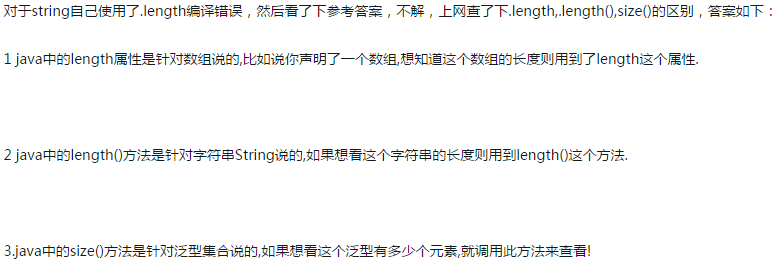 对于string自己使用了.length编译错误，然后看了下参考答案，不解，上网查了下.length,.length(),size()的区别，答案如下：
1 java中的length属性是针对数组说的,比如说你声明了一个数组,想知道这个数组的长度则用到了length这个属性.
2 java中的length()方法是针对字符串String说的,如果想看这个字符串的长度则用到length()这个方法.
3.java中的size()方法是针对泛型集合说的,如果想看这个泛型有多少个元素,就调用此方法来查看!